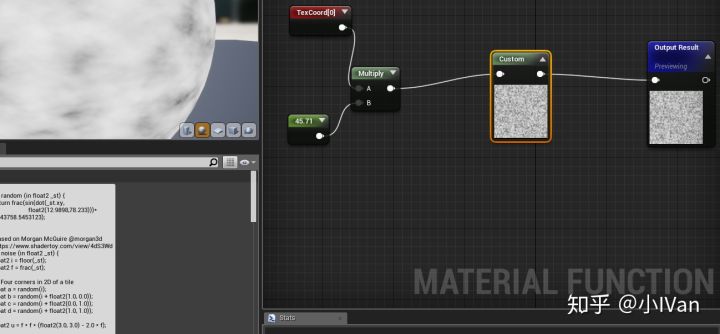 TexCoord[0]
Multiply
A
B
45.71
Custom
Output Result
Previewing
random (in float2 _st) {
urn frac(sin(dot(_st.xy,
float2(12.9898,78.233)))*
43758.5453123);
ased on Morgan McGuire @morgan3d
tps://www.shadertoy.com/view/4dS3Wd
noise (in float2 _st) {
at2 i = floor(_st);
at2 f = frac(_st);
Four corners in 2D of a tile
at a = random(i);
at b = random(i + float2(1.0, 0.0));
at c = random(i + float2(0.0, 1.0));
at d = random(i + float2(1.0, 1.0));
at2 u = f * f * (float2(3.0, 3.0) - 2.0 * f);
MATERIAL FUNCTION
知乎 @小IVan
Stats